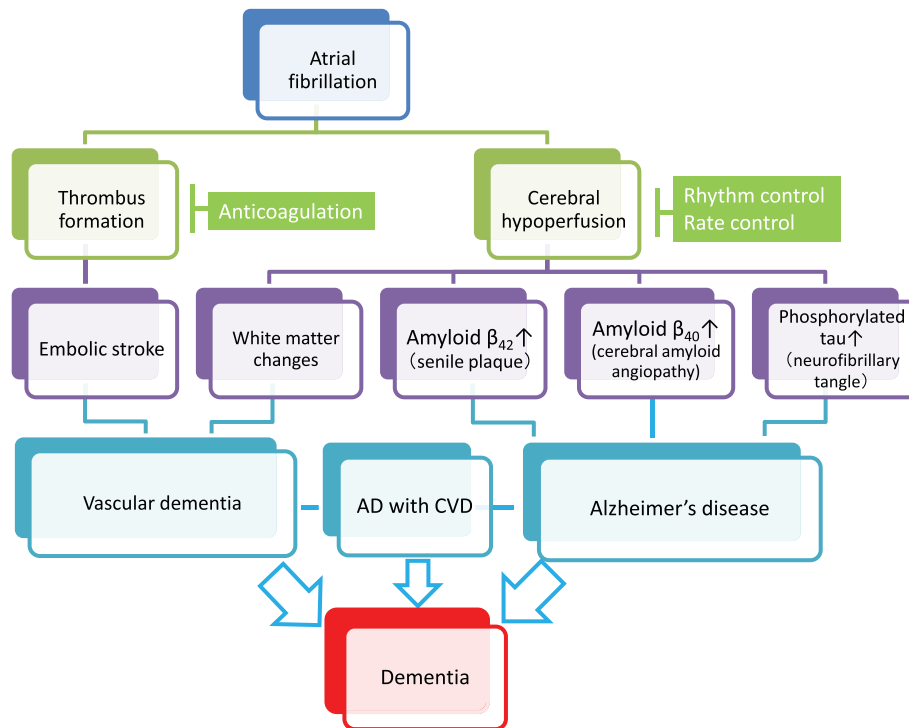 Atrial
fibrillation
Thrombus
formation
Anticoagulation
Cerebral
hypoperfusion
Rhythm control
Rate control
Embolic stroke
White matter
changes
Amyloid β₄₂↑
（senile plaque）
Amyloid β₄₀↑
(cerebral amyloid
angiopathy)
Phosphorylated
tau↑
（neurofibrillary
tangle）
Vascular dementia
AD with CVD
Alzheimer’s disease
Dementia